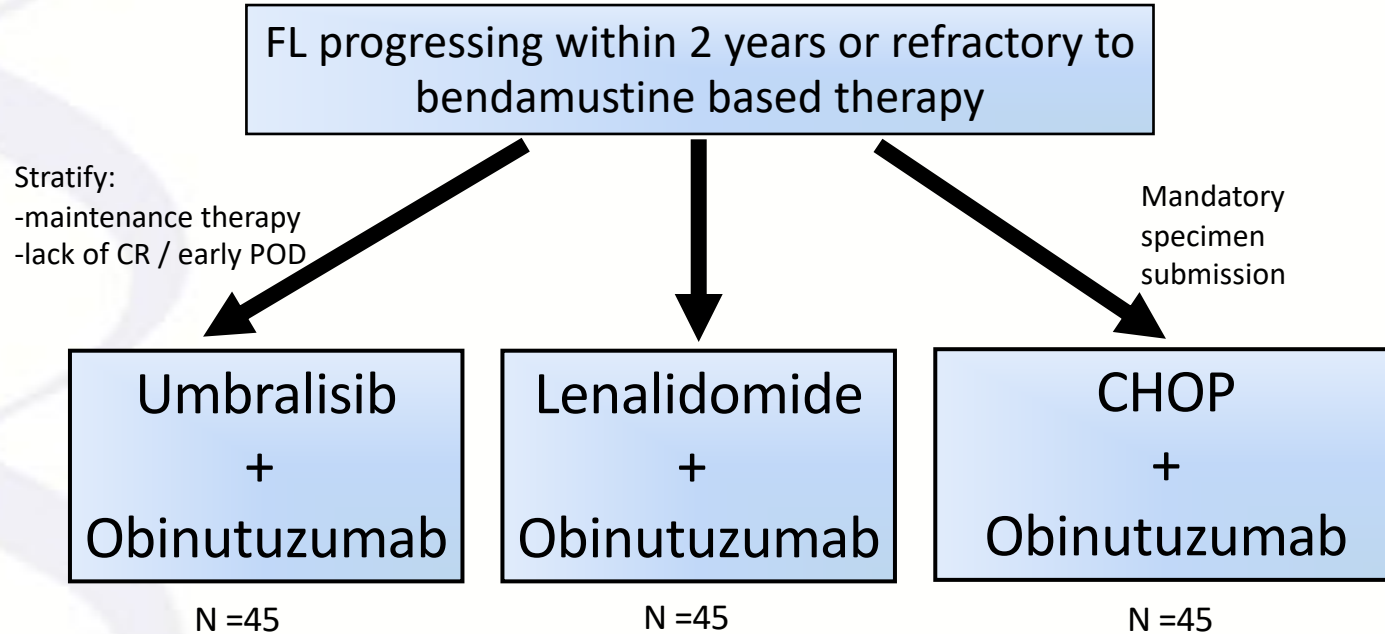 FL progressing within 2 years or refractory to
bendamustine based therapy
Stratify:
-maintenance therapy
-lack of CR / early POD
Mandatory
specimen
submission
Umbralisib
+
Obinutuzumab
N =45
Lenalidomide
+
Obinutuzumab
N =45
CHOP
+
Obinutuzumab
N =45